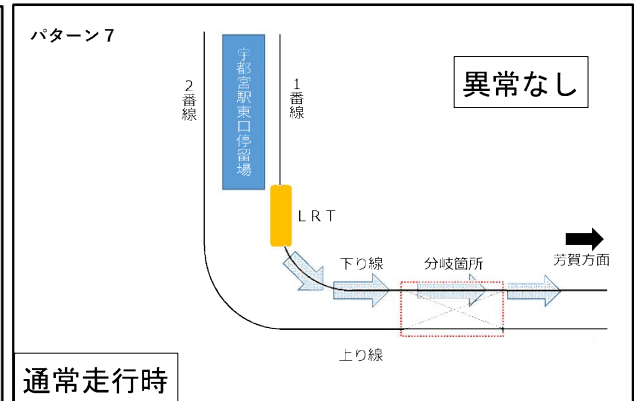 パターン７
異常なし
宇都宮駅東口停留場
２番線
１番線
ＬＲＴ
芳賀方面
下り線
分岐箇所
上り線
通常走行時